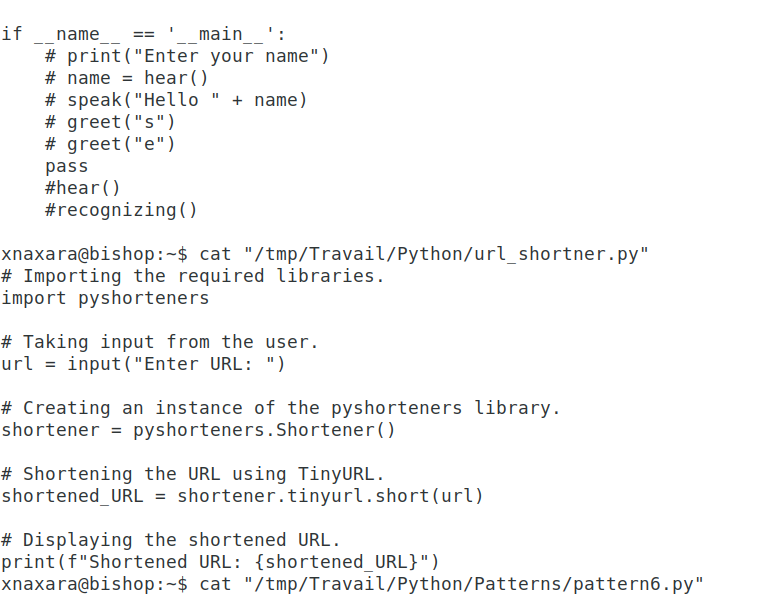 if __name__ == '__main__':
    # print("Enter your name")
    # name = hear()
    # speak("Hello " + name)
    # greet("s")
    # greet("e")
    pass
    #hear()
    #recognizing()

xnaxara@bishop:~$ cat "/tmp/Travail/Python/url_shortner.py"
# Importing the required libraries.
import pyshorteners

# Taking input from the user.
url = input("Enter URL: ")

# Creating an instance of the pyshorteners library.
shortener = pyshorteners.Shortener()

# Shortening the URL using TinyURL.
shortened_URL = shortener.tinyurl.short(url)

# Displaying the shortened URL.
print(f"Shortened URL: {shortened_URL}")
xnaxara@bishop:~$ cat "/tmp/Travail/Python/Patterns/pattern6.py"